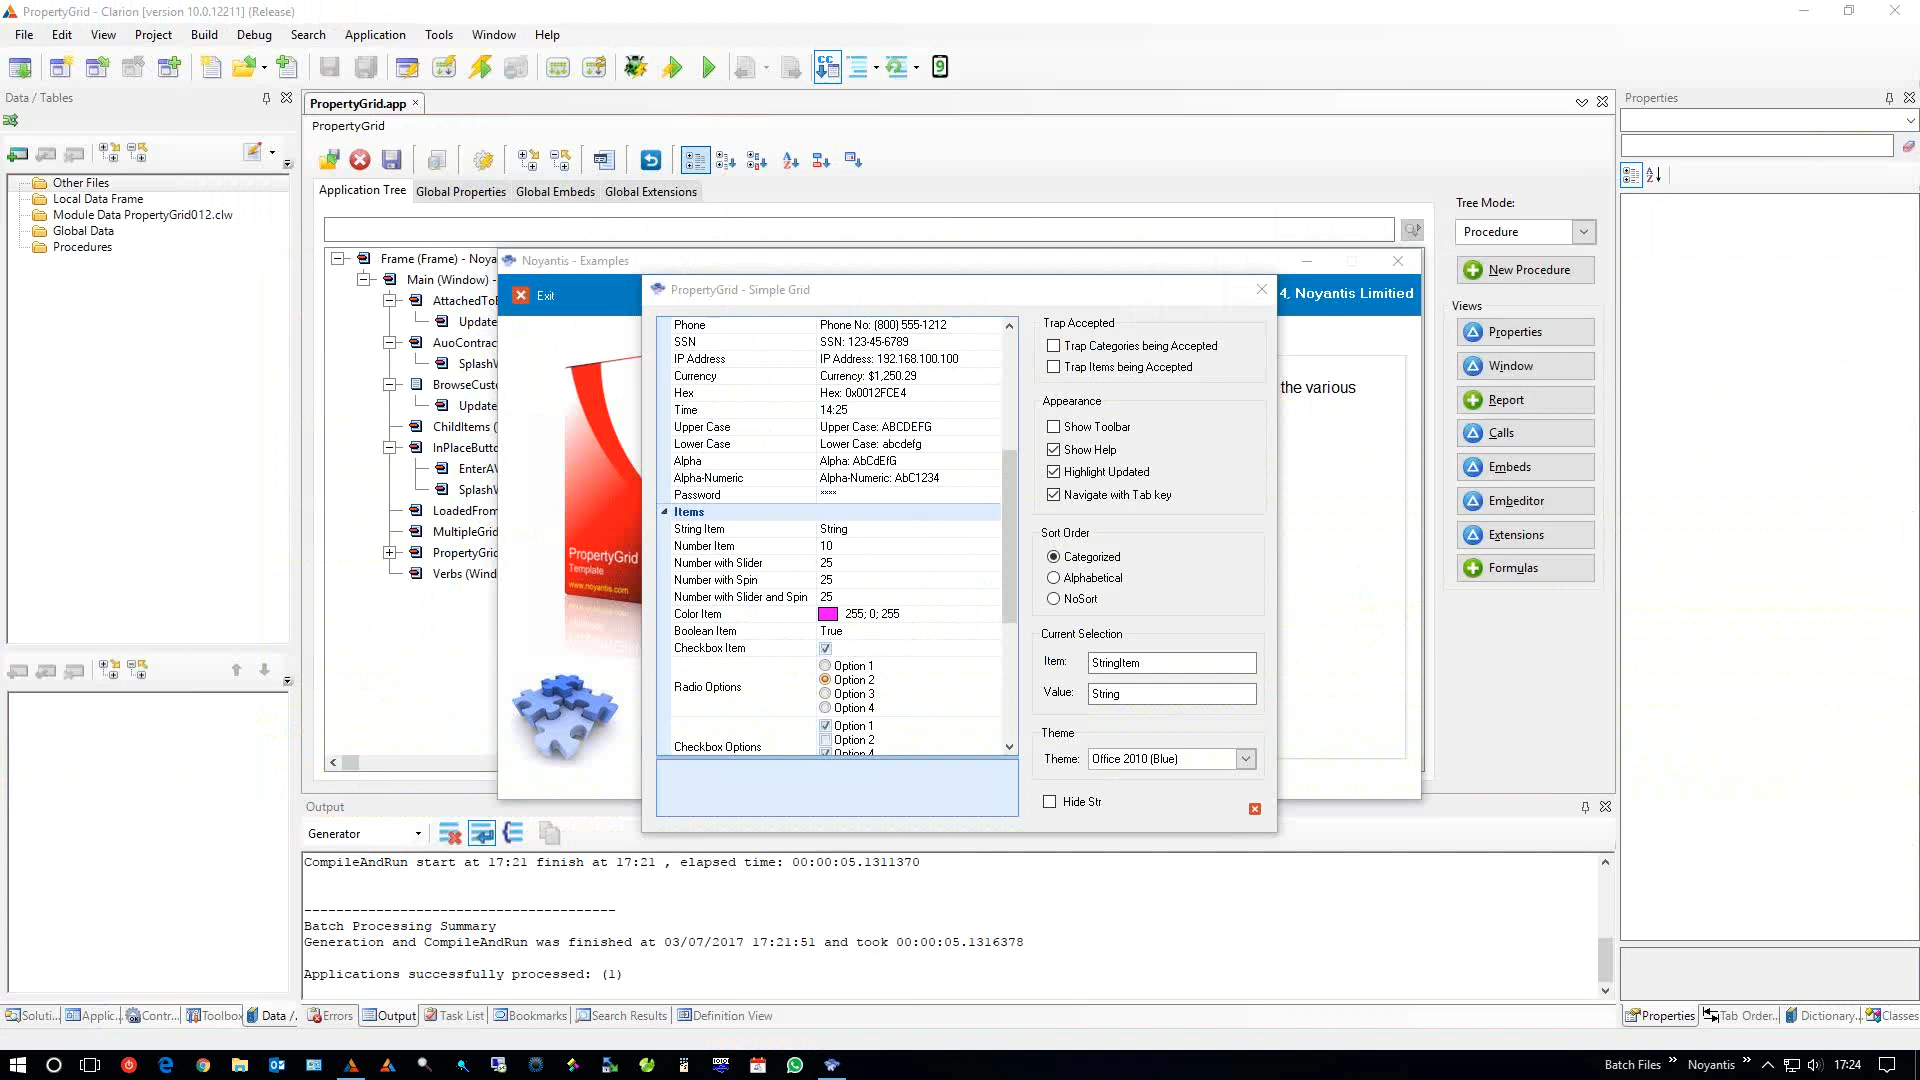 PropertyGrid - Clarion [version 10.0.12211] (Release)
File Edit View Project Build Debug Search Application Tools Window Help
Data / Tables
PropertyGrid.app
Properties
PropertyGrid
Application Tree Global Properties Global Embeds Global Extensions
Other Files
Local Data Frame
Module Data PropertyGrid012.clw
Global Data
Procedures
Tree Mode:
Procedure
New Procedure
Views
Properties
Window
Report
Calls
Embeds
Embeditor
Extensions
Formulas
Frame (Frame) - Noya
Main (Window) -
AttachedToE
Update
AuoContrac
SplashW
BrowseCusto
Update
ChildItems (
InPlaceButto
EnterAV
SplashW
LoadedFrom
MultipleGrid
PropertyGrid
Verbs (Wind
Noyantis - Examples
Exit
4, Noyantis Limitied
the various
PropertyGrid
Template
www.noyantis.com
PropertyGrid - Simple Grid
Phone Phone No: (800) 555-1212
SSN SSN: 123-45-6789
IP Address IP Address: 192.168.100.100
Currency Currency: $1,250.29
Hex Hex: 0x0012FCE4
Time 14:25
Upper Case Upper Case: ABCDEFG
Lower Case Lower Case: abcdefg
Alpha Alpha: AbCdEfG
Alpha-Numeric Alpha-Numeric: AbC1234
Password ****
Items
String Item String
Number Item 10
Number with Slider 25
Number with Spin 25
Number with Slider and Spin 25
Color Item 255; 0; 255
Boolean Item True
Checkbox Item
Radio Options
Option 1
Option 2
Option 3
Option 4
Checkbox Options
Option 1
Option 2
Option 4
Trap Accepted
Trap Categories being Accepted
Trap Items being Accepted
Appearance
Show Toolbar
Show Help
Highlight Updated
Navigate with Tab key
Sort Order
Categorized
Alphabetical
NoSort
Current Selection
Item: StringItem
Value: String
Theme
Theme: Office 2010 (Blue)
Hide Str
Output
Generator
CompileAndRun start at 17:21 finish at 17:21 , elapsed time: 00:00:05.1311370
---------------------------------------
Batch Processing Summary
Generation and CompileAndRun was finished at 03/07/2017 17:21:51 and took 00:00:05.1316378
Applications successfully processed: (1)
Soluti... Applic... Contr... Toolbox Data /. Errors Output Task List Bookmarks Search Results Definition View Properties Tab Order... Dictionary... Classes
Batch Files » Noyantis » 17:24